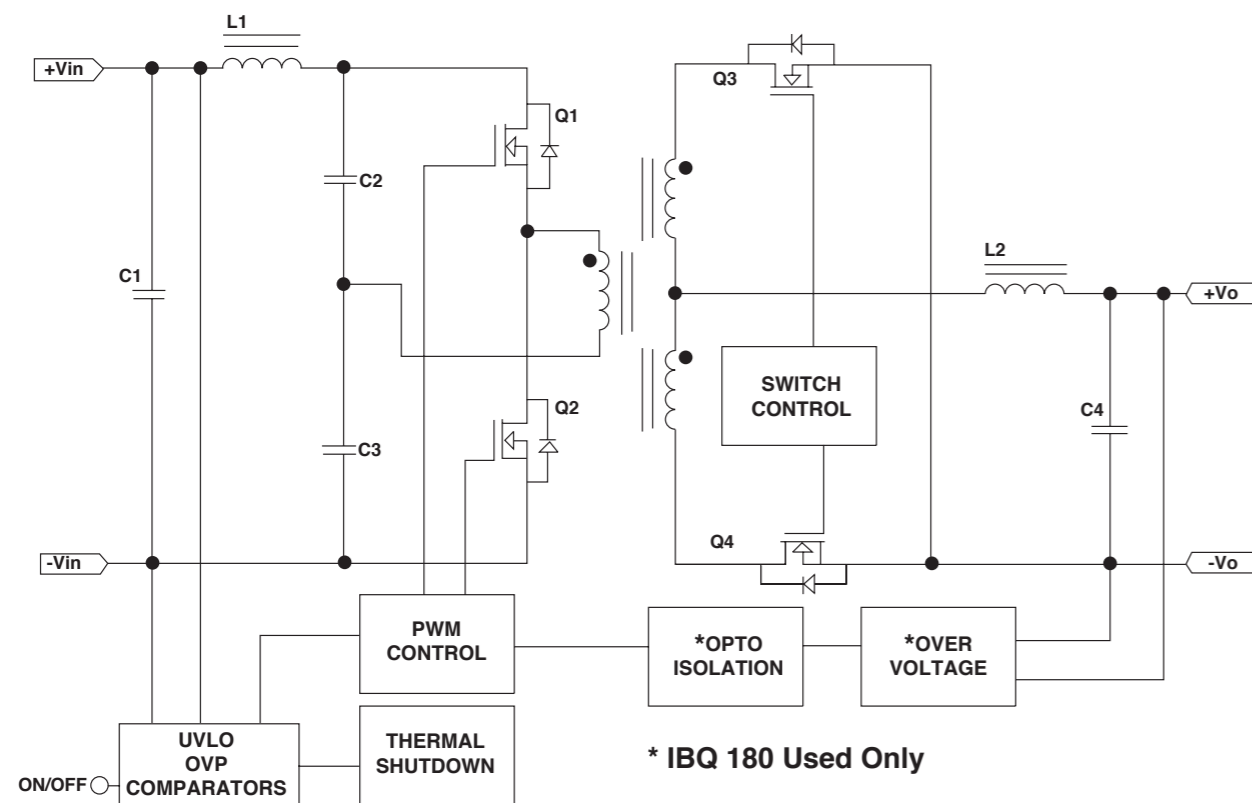 L1
+Vin
Q3
Q1
C2
L2
C1
+Vo
SWITCH
CONTROL
Q2
C4
C3
Q4
-Vin
-Vo
PWM
CONTROL
*OPTO
ISOLATION
*OVER
VOLTAGE
UVLO
OVP
COMPARATORS
THERMAL
SHUTDOWN
* IBQ 180 Used Only
ON/OFF